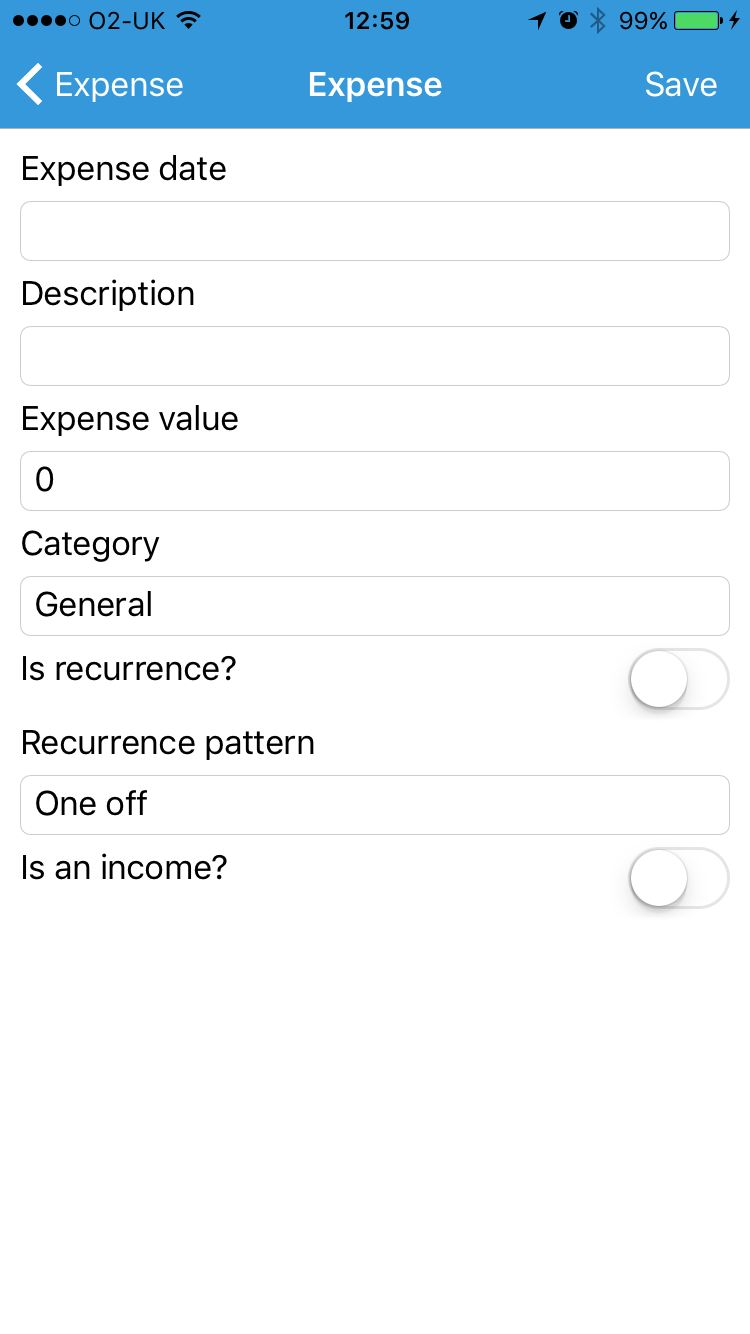 O2-UK 12:59 99%
Expense Expense Save
Expense date
Description
Expense value
0
Category
General
Is recurrence?
Recurrence pattern
One off
Is an income?